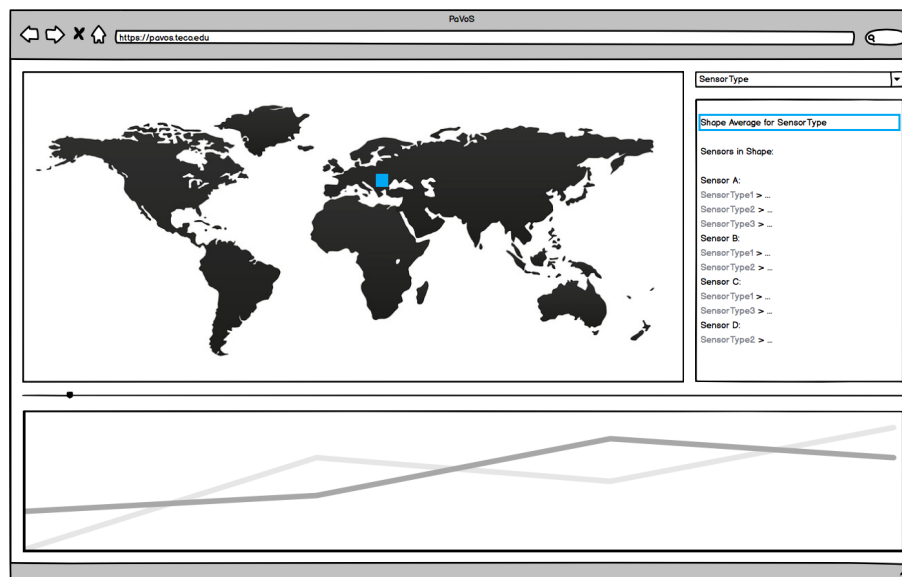 PaVoS
https://pavos.teco.edu
SensorType
Shape Average for SensorType
Sensors in Shape:
Sensor A:
SensorType1 > ...
SensorType2 > ...
SensorType3 > ...
Sensor B:
SensorType1 > ...
SensorType2 > ...
Sensor C:
SensorType1 > ...
SensorType3 > ...
Sensor D:
SensorType2 > ...